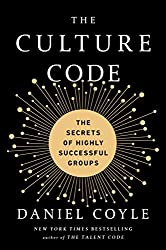 THE
CULTURE
CODE
THE
SECRETS OF
HIGHLY
SUCCESSFUL
GROUPS
DANIEL COYLE
NEW YORK TIMES BESTSELLING
author of THE TALENT CODE